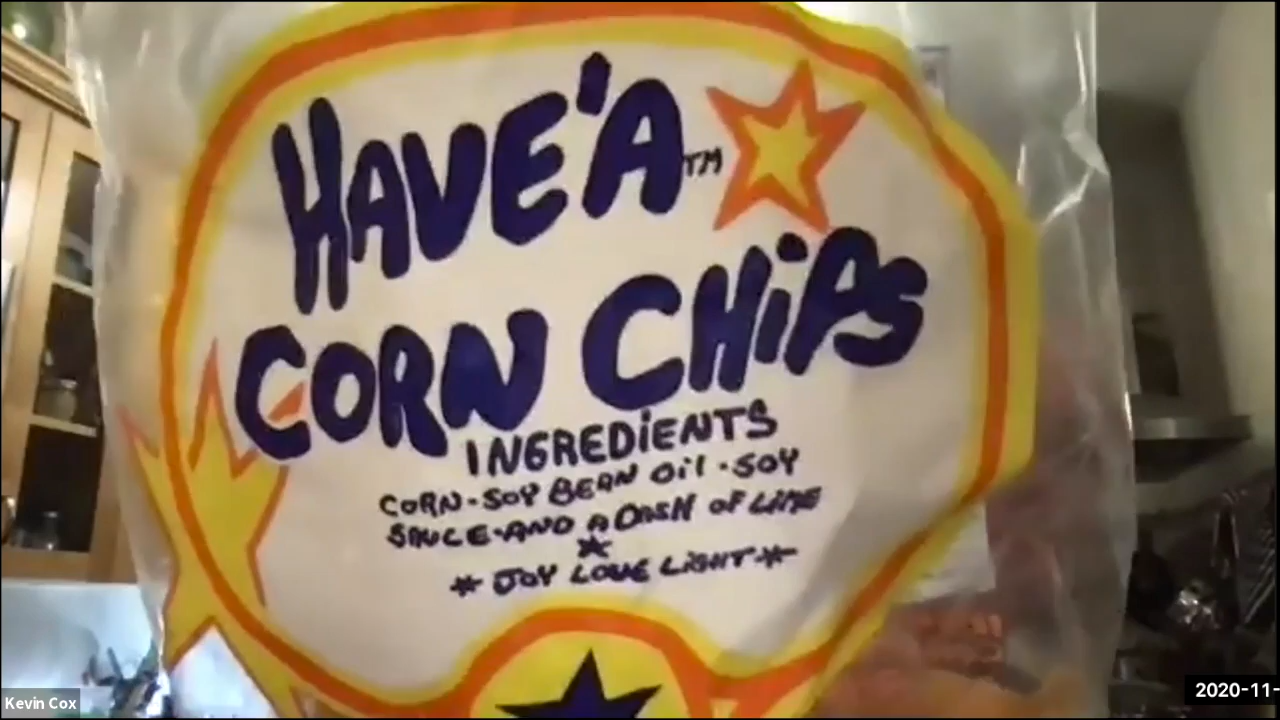 HAVE'A™
CORN CHiPS
INGREDiENTS
CORN-SOY BEAN OiL·SOY
SAUCE-AND A DASH OF LiME
* JOY LOVE LiGHT *
Kevin Cox
2020-11-